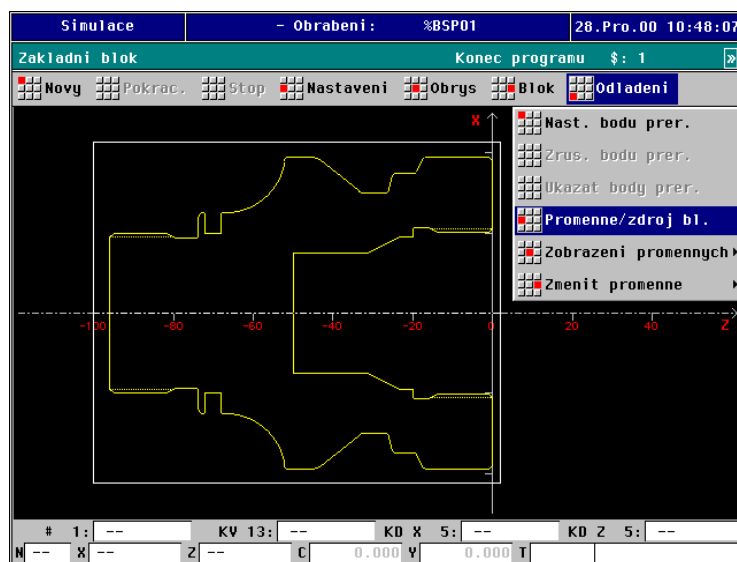 Simulace - Obrabeni: %BSP01 28.Pro.00 10:48:07
Zakladni blok Konec programu $: 1 »
Novy Pokrac. Stop Nastaveni Obrys Blok Odladeni
X Nast. bodu prer.
Zrus. bodu prer.
Ukazat body prer.
Promenne/zdroj bl.
Zobrazeni promennych
Zmenit promenne
-100 -80 -60 -40 -20 0 20 40 Z
# 1: -- KV 13: -- KD X 5: -- KD Z 5: --
N -- X -- Z -- C 0.000 Y 0.000 T